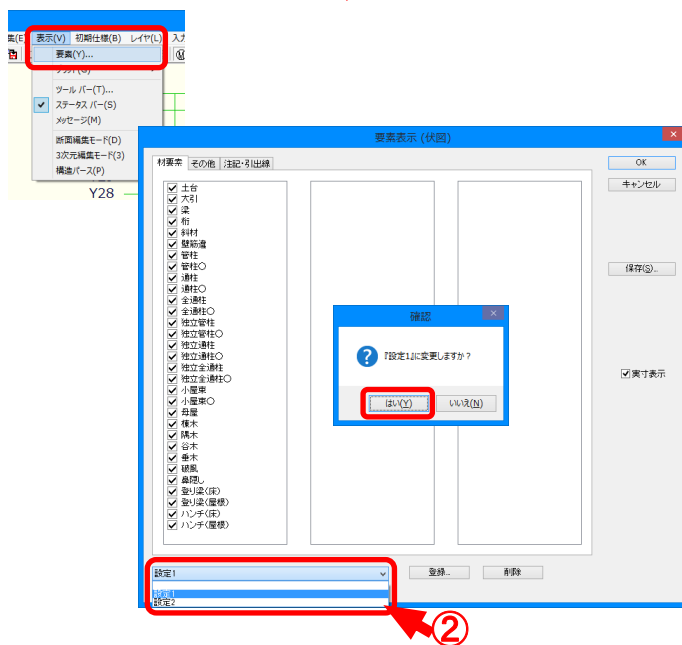 集(E) 表示(V) 初期仕様(B) レイヤ(L) 入力
要素(Y)...
ツール バー(T)...
ステータス バー(S)
メッセージ(M)
断面編集モード(D)
3次元編集モード(3)
構造パース(P)
Y28
要素表示 (伏図)
材要素 その他 注記・引出線
OK
キャンセル
保存(S)...
実寸表示
土台
大引
梁
桁
斜材
壁筋違
管柱
管柱○
通柱
通柱○
全通柱
全通柱○
独立管柱
独立管柱○
独立通柱
独立通柱○
独立全通柱
独立全通柱○
小屋束
小屋束○
母屋
棟木
隅木
谷木
垂木
破風
鼻隠し
登り梁(床)
登り梁(屋根)
ハンチ(床)
ハンチ(屋根)
確認
『設定1』に変更しますか？
はい(Y) いいえ(N)
設定1
登録... 削除
設定1
設定2
②